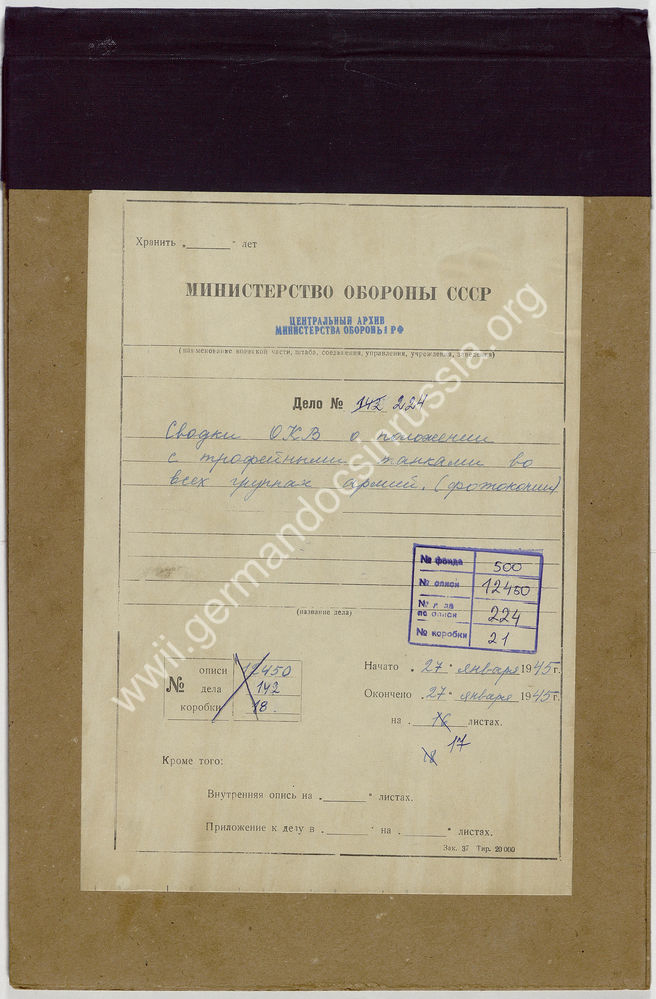 Хранить „ “ лет
МИНИСТЕРСТВО ОБОРОНЫ СССР
ЦЕНТРАЛЬНЫЙ АРХИВ
МИНИСТЕРСТВА ОБОРОНЫ РФ
(наименование воинской части, штаба, соединения, управления, учреждения, заведения)
Дело № 142 224
Сводки ОКВ о положении
с трофейными танками во
всех группах армий. (фотокопии)
(название дела)
№ фонда 500
№ описи 12450
№ д. за по описи 224
№ коробки 21
№
описи 12450
дела 142
коробки 18.
Начато „27“ января 1945 г.
Окончено „27“ января 1945 г.
на 16 листах.
18 17
Кроме того:
Внутренняя опись на „ “ листах.
Приложение к делу в „ “ на „ “ листах.
Зак. 37 Тир. 20 000
www.germandocsinrussia.org